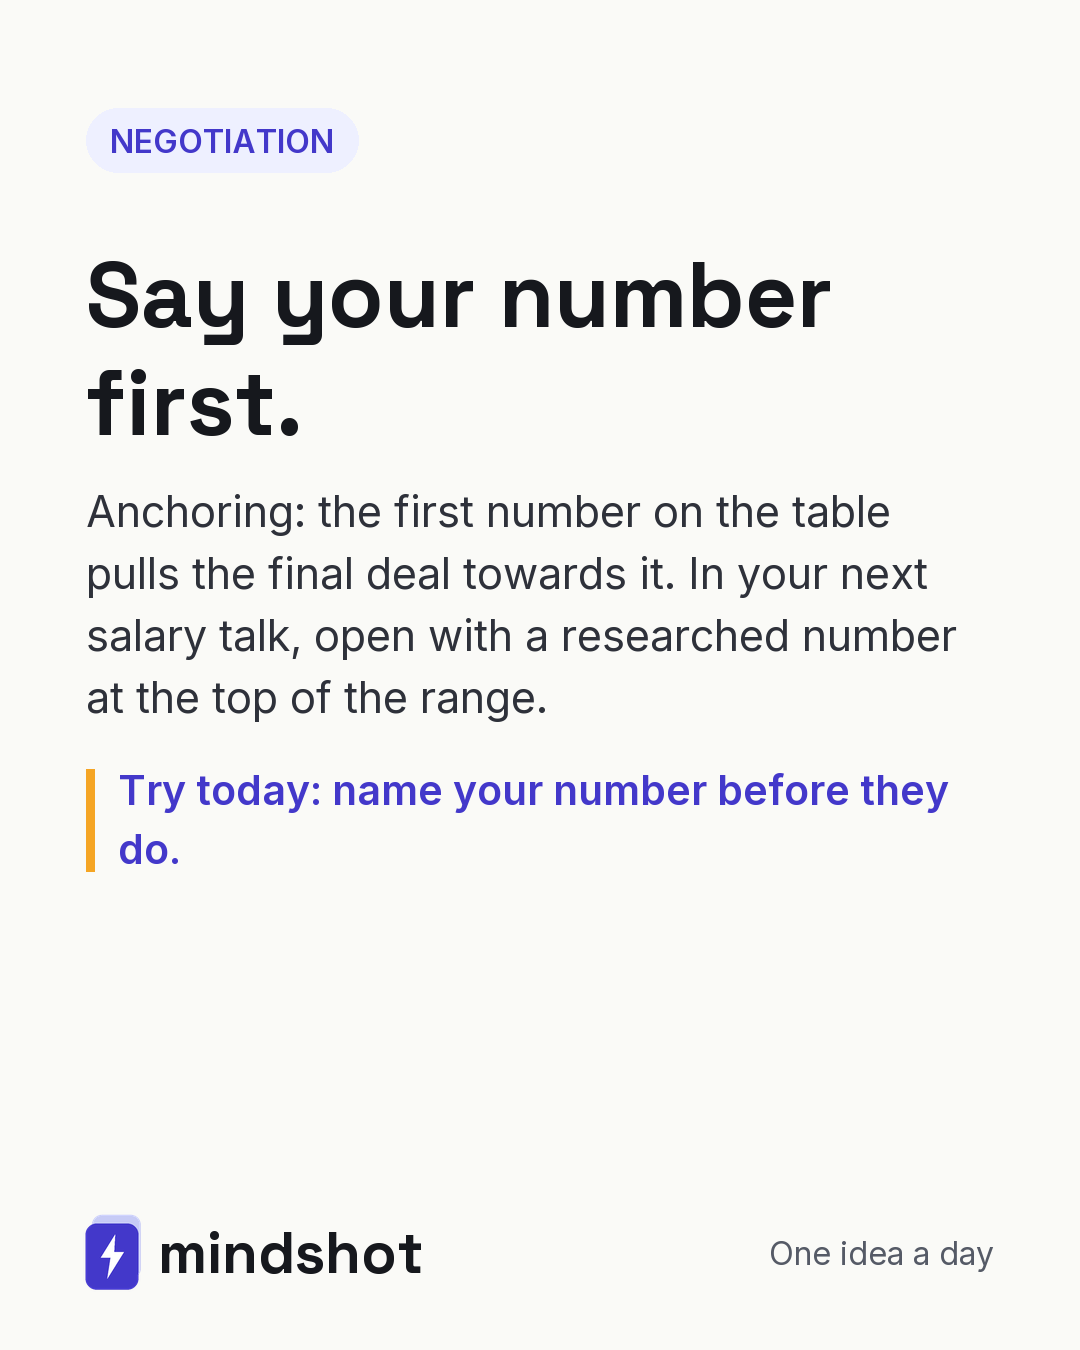 NEGOTIATION
Say your number
first.
Anchoring: the first number on the table
pulls the final deal towards it. In your next
salary talk, open with a researched number
at the top of the range.
Try today: name your number before they
do.
mindshot
One idea a day